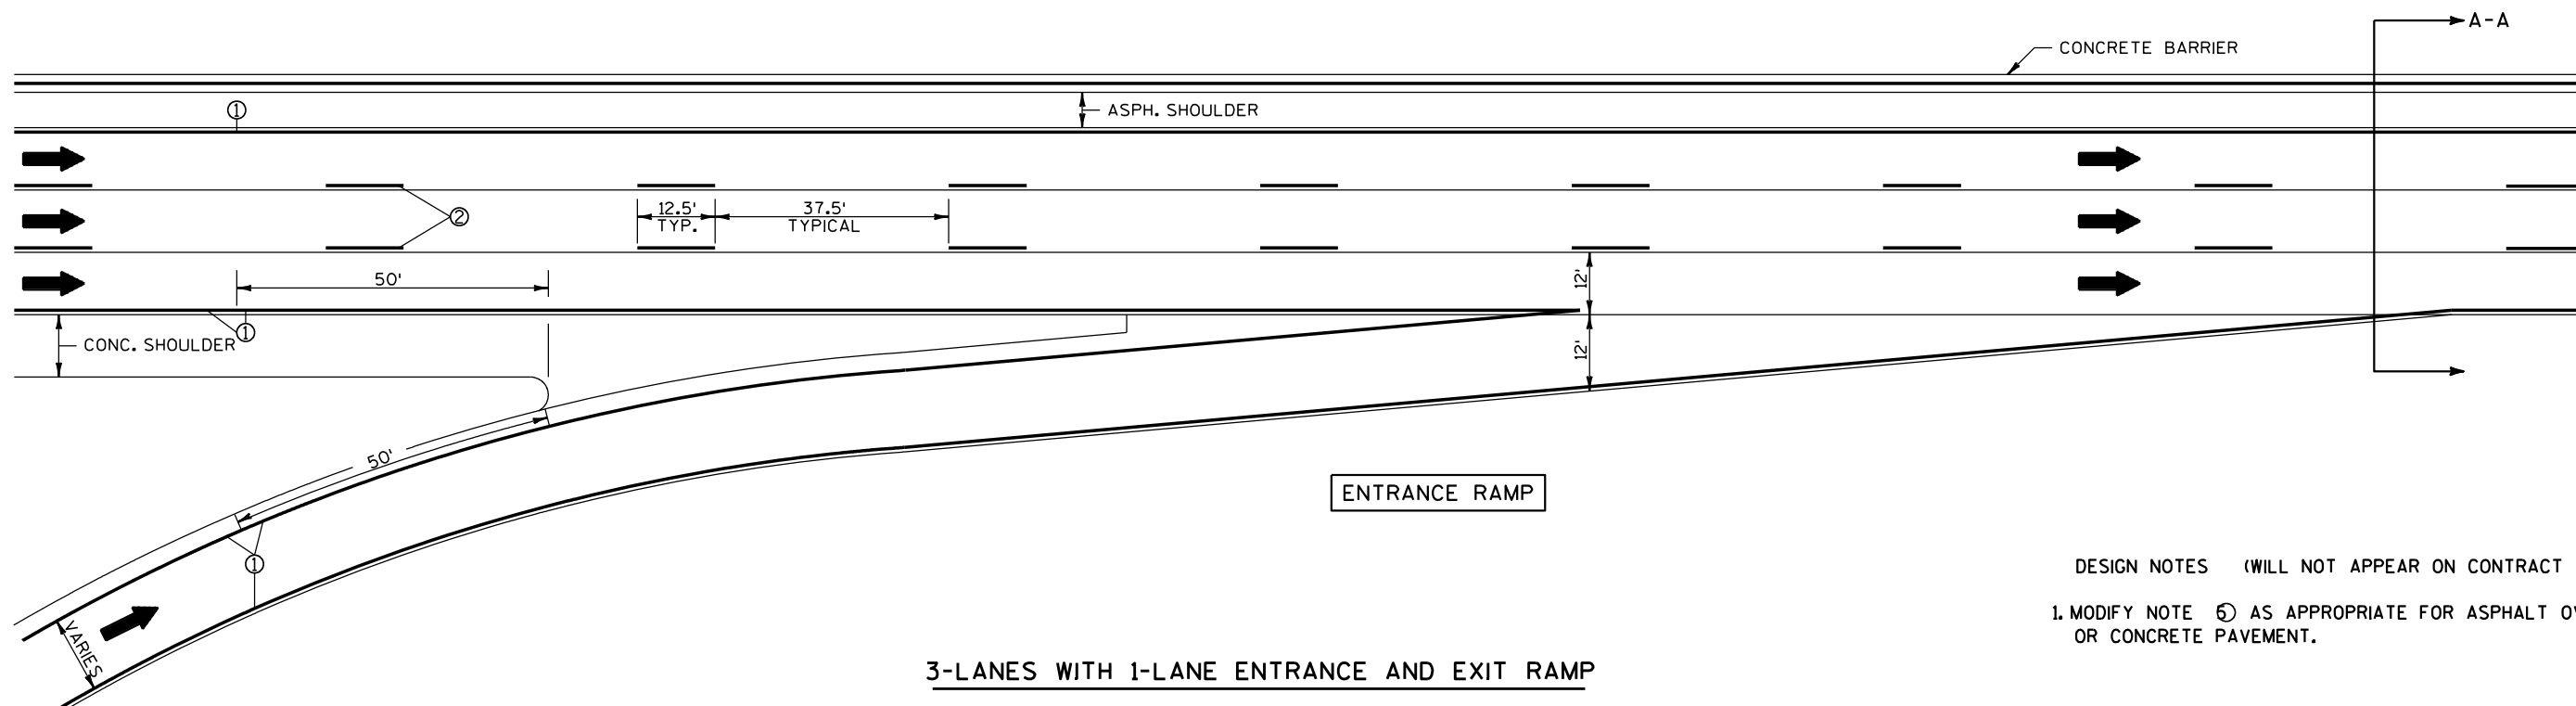 A-A
CONCRETE BARRIER
1
ASPH. SHOULDER
2
12.5'
TYP.
37.5'
TYPICAL
50'
12'
1
CONC. SHOULDER
12'
50'
ENTRANCE RAMP
1
VARIES
DESIGN NOTES (WILL NOT APPEAR ON CONTRACT
1. MODIFY NOTE 5 AS APPROPRIATE FOR ASPHALT
OR CONCRETE PAVEMENT.
3-LANES WITH 1-LANE ENTRANCE AND EXIT RAMP